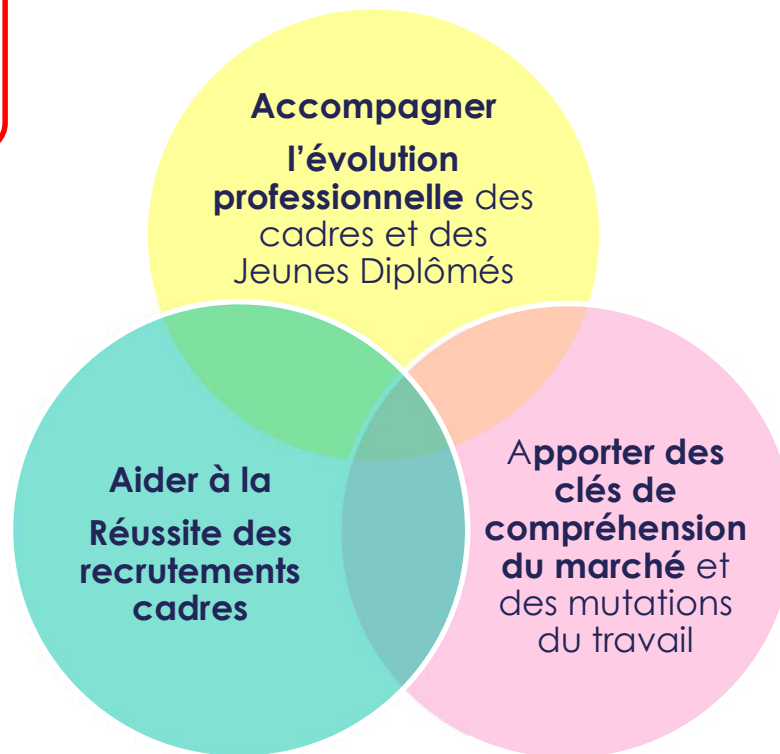 Accompagner
l’évolution
professionnelle des
cadres et des
Jeunes Diplômés
Aider à la
Réussite des
recrutements
cadres
Apporter des
clés de
compréhension
du marché et
des mutations
du travail